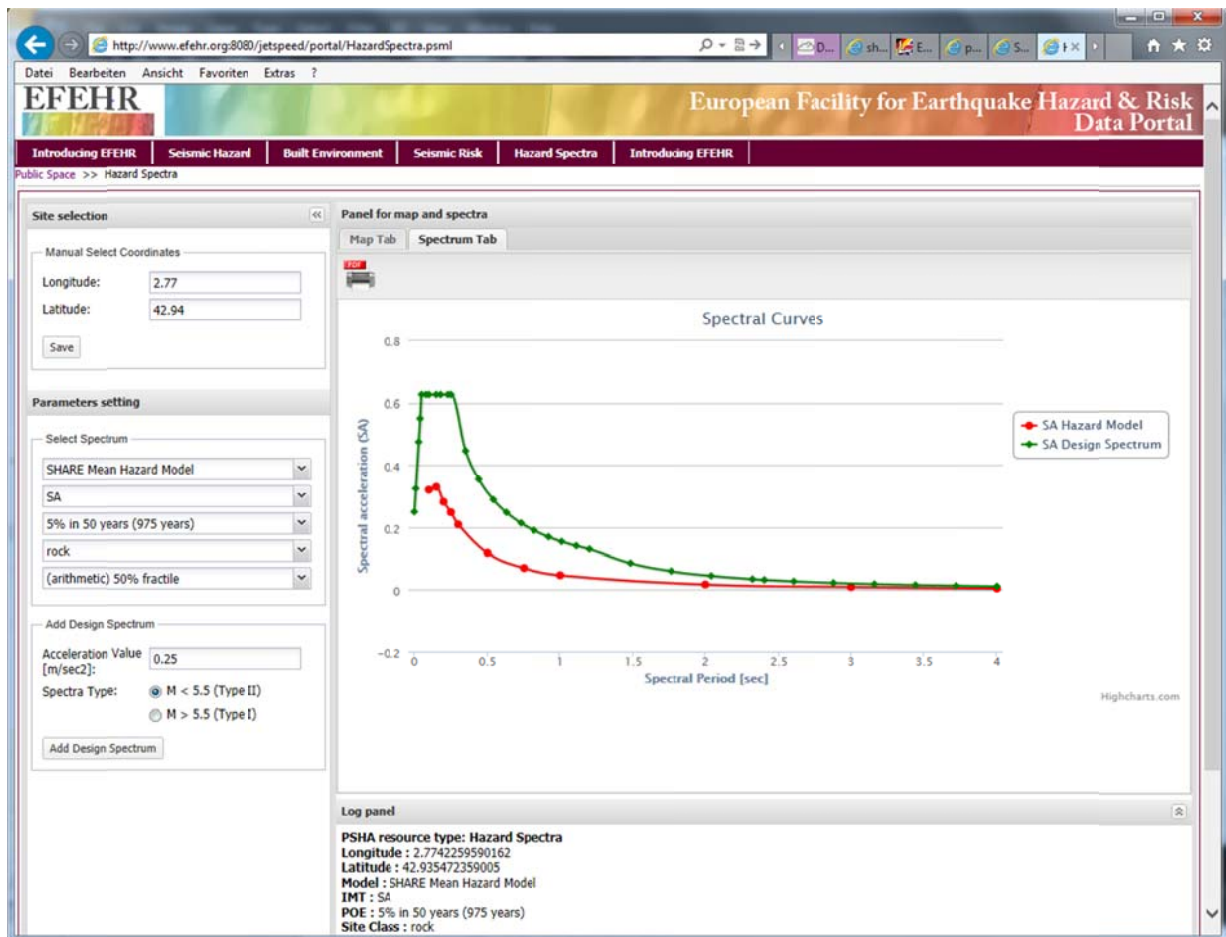 http://www.efehr.org:8080/jetspeed/portal/HazardSpectra.psml
D...
sh...
E...
p...
S...
Datei Bearbeiten Ansicht Favoriten Extras ?
EFEHR
European Facility for Earthquake Hazard & Risk
Data Portal
Introducing EFEHR Seismic Hazard Built Environment Seismic Risk Hazard Spectra Introducing EFEHR
Public Space >> Hazard Spectra
Site selection
Manual Select Coordinates
Longitude: 2.77
Latitude: 42.94
Save
Parameters setting
Select Spectrum
SHARE Mean Hazard Model
SA
5% in 50 years (975 years)
rock
(arithmetic) 50% fractile
Add Design Spectrum
Acceleration Value
[m/sec2]: 0.25
Spectra Type: M < 5.5 (Type II)
M > 5.5 (Type I)
Add Design Spectrum
Panel for map and spectra
Map Tab Spectrum Tab
PDF
Spectral Curves
Spectral acceleration (SA)
0.8
0.6
0.4
0.2
0
-0.2
0 0.5 1 1.5 2 2.5 3 3.5 4
Spectral Period [sec]
SA Hazard Model
SA Design Spectrum
Highcharts.com
Log panel
PSHA resource type: Hazard Spectra
Longitude : 2.7742259590162
Latitude : 42.935472359005
Model : SHARE Mean Hazard Model
IMT : SA
POE : 5% in 50 years (975 years)
Site Class : rock